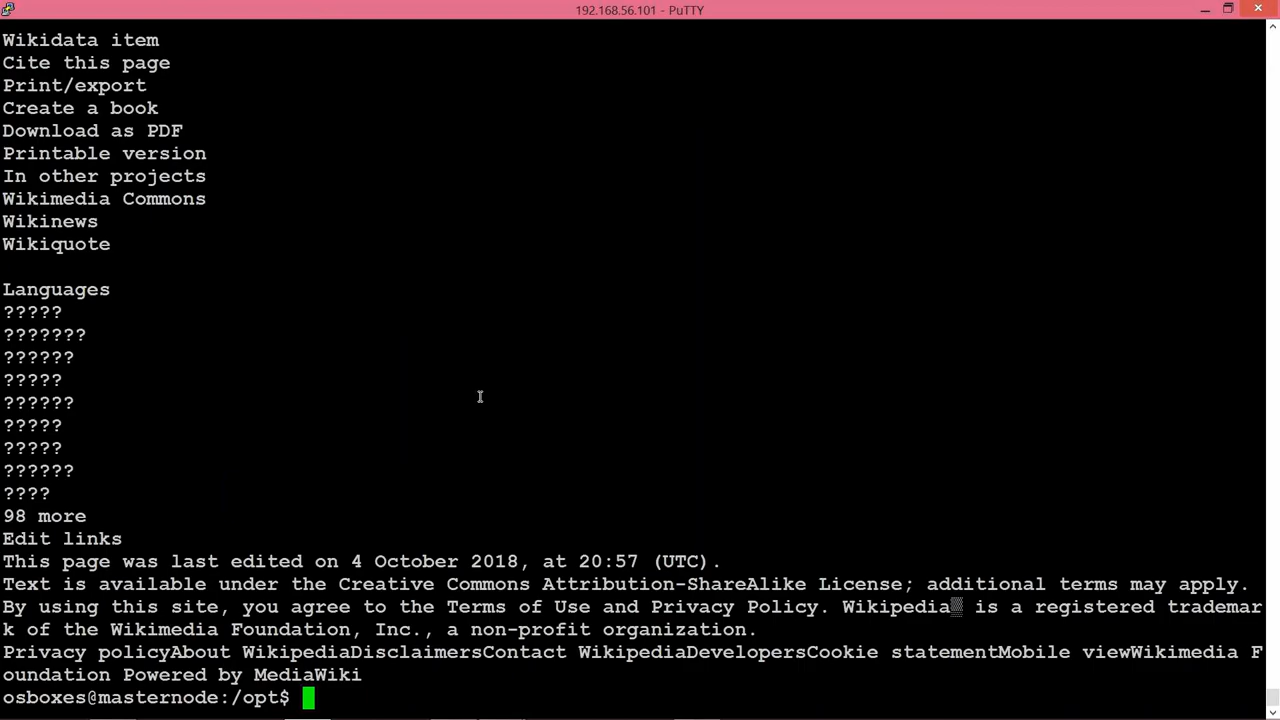 192.168.56.101 - PuTTY
Wikidata item
Cite this page
Print/export
Create a book
Download as PDF
Printable version
In other projects
Wikimedia Commons
Wikinews
Wikiquote
Languages
?????
???????
??????
?????
??????
?????
?????
??????
????
98 more
Edit links
This page was last edited on 4 October 2018, at 20:57 (UTC).
Text is available under the Creative Commons Attribution-ShareAlike License; additional terms may apply.
By using this site, you agree to the Terms of Use and Privacy Policy. Wikipedia▒ is a registered trademar
k of the Wikimedia Foundation, Inc., a non-profit organization.
Privacy policyAbout WikipediaDisclaimersContact WikipediaDevelopersCookie statementMobile viewWikimedia F
oundation Powered by MediaWiki
osboxes@masternode:/opt$